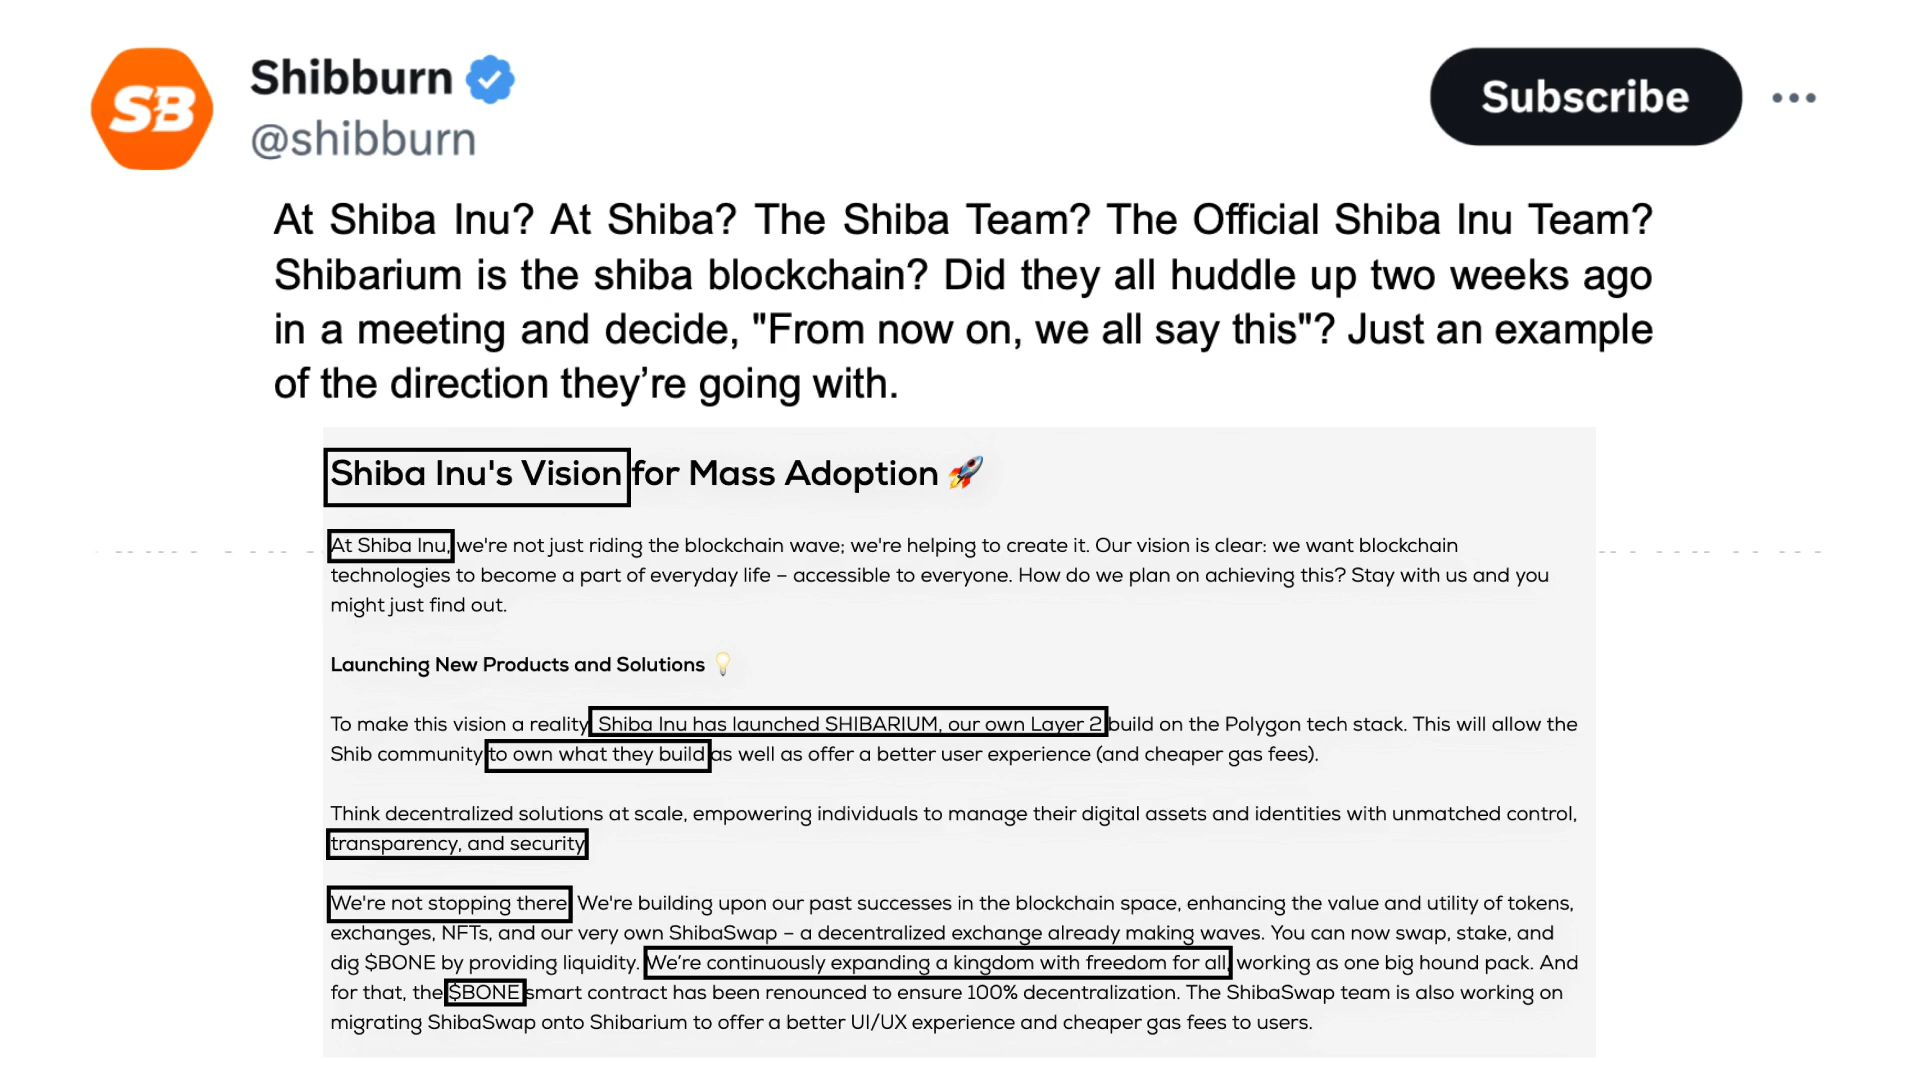 SB
Shibburn
@shibburn
Subscribe
At Shiba Inu? At Shiba? The Shiba Team? The Official Shiba Inu Team?
Shibarium is the shiba blockchain? Did they all huddle up two weeks ago
in a meeting and decide, "From now on, we all say this"? Just an example
of the direction they’re going with.
Shiba Inu's Vision for Mass Adoption 🚀
At Shiba Inu, we're not just riding the blockchain wave; we're helping to create it. Our vision is clear: we want blockchain
technologies to become a part of everyday life – accessible to everyone. How do we plan on achieving this? Stay with us and you
might just find out.
Launching New Products and Solutions 💡
To make this vision a reality Shiba Inu has launched SHIBARIUM, our own Layer 2 build on the Polygon tech stack. This will allow the
Shib community to own what they build as well as offer a better user experience (and cheaper gas fees).
Think decentralized solutions at scale, empowering individuals to manage their digital assets and identities with unmatched control,
transparency, and security
We're not stopping there We're building upon our past successes in the blockchain space, enhancing the value and utility of tokens,
exchanges, NFTs, and our very own ShibaSwap – a decentralized exchange already making waves. You can now swap, stake, and
dig $BONE by providing liquidity. We’re continuously expanding a kingdom with freedom for all, working as one big hound pack. And
for that, the $BONE smart contract has been renounced to ensure 100% decentralization. The ShibaSwap team is also working on
migrating ShibaSwap onto Shibarium to offer a better UI/UX experience and cheaper gas fees to users.